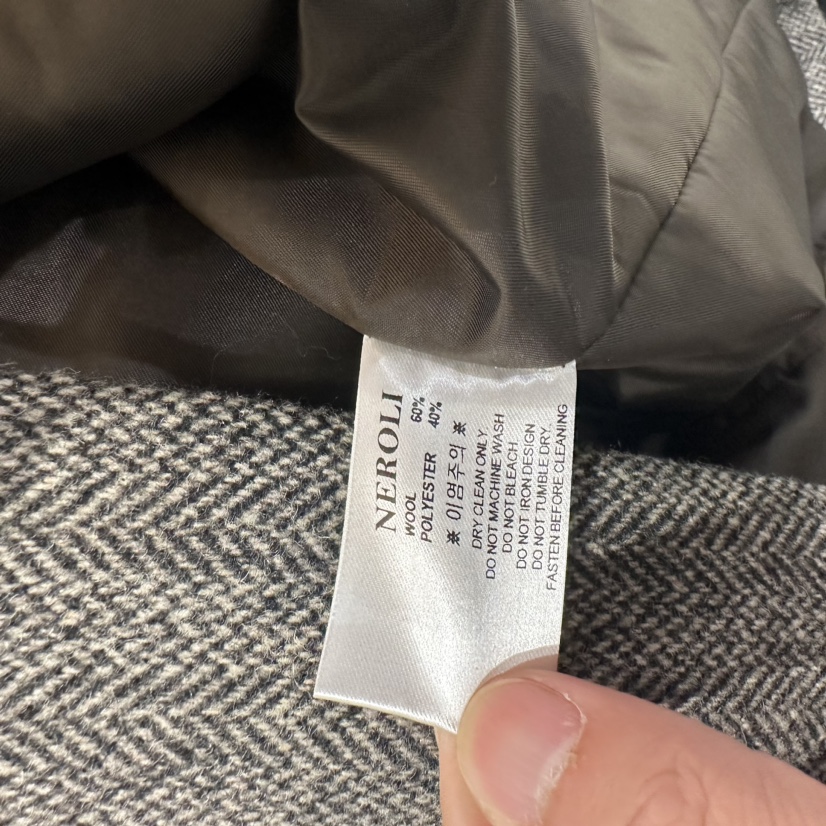 NEROLI
WOOL 60%
POLYESTER 40%
※ 이염주의 ※
DRY CLEAN ONLY.
DO NOT MACHINE WASH
DO NOT BLEACH
DO NOT IRON DESIGN
DO NOT TUMBLE DRY.
FASTEN BEFORE CLEANING